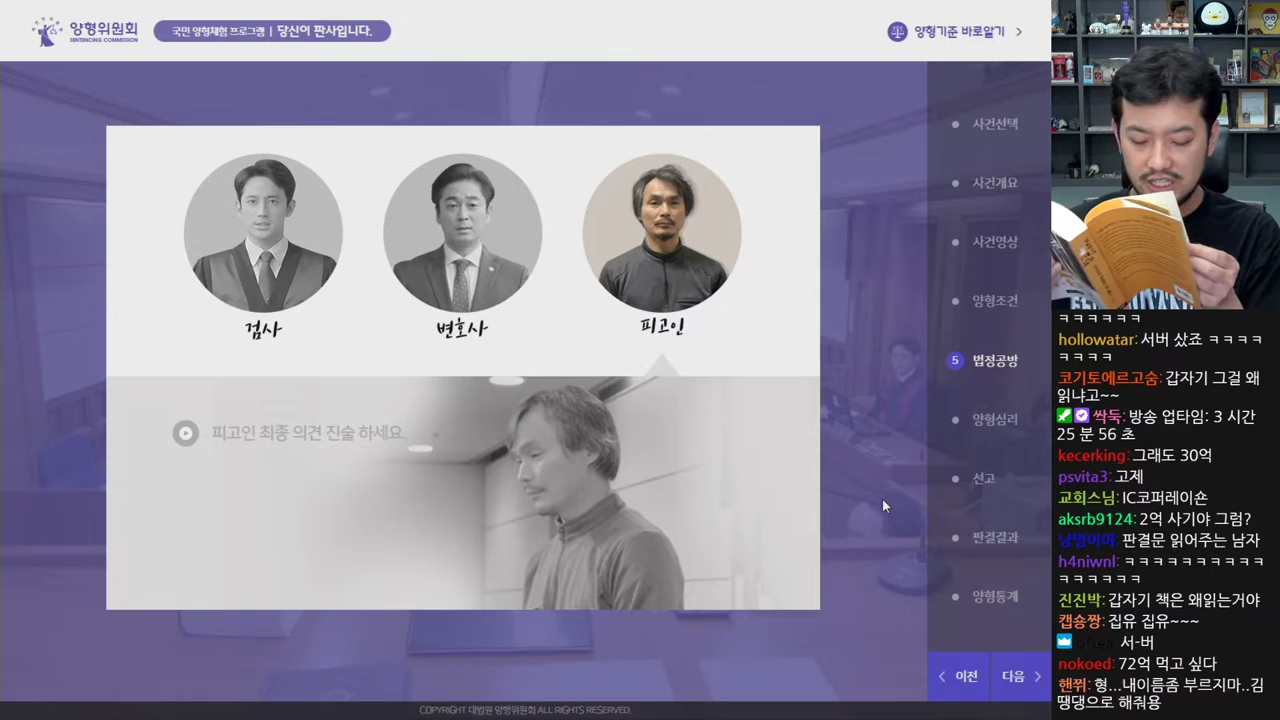 양형위원회
SENTENCING COMMISSION
국민 양형체험 프로그램 | 당신이 판사입니다.
양형기준 바로알기
사건선택
사건개요
사건영상
양형조건
5 법정공방
양형심리
선고
판결결과
양형통계
이전
다음
검사
변호사
피고인
피고인 최종 의견 진술 하세요.
COPYRIGHT 대법원 양형위원회 ALL RIGHTS RESERVED.
ㅋㅋㅋㅋㅋㅋ
hollowatar: 서버 샀죠 ㅋㅋㅋㅋ
ㅋㅋㅋㅋ
코기토에르고숨: 갑자기 그걸 왜
읽냐고~~
싹둑: 방송 업타임: 3 시간
25 분 56 초
kecerking: 그래도 30억
psvita3: 고제
교회스님: IC코퍼레이숀
aksrb9124: 2억 사기야 그럼?
판결문 읽어주는 남자
h4niwnl: ㅋㅋㅋㅋㅋㅋㅋㅋㅋㅋ
ㅋㅋㅋㅋㅋㅋ
진진박: 갑자기 책은 왜읽는거야
캡숑짱: 집유 집유~~~
서-버
nokoed: 72억 먹고 싶다
핸쮜: 형...내이름좀 부르지마..김
땡댕으로 해줘용